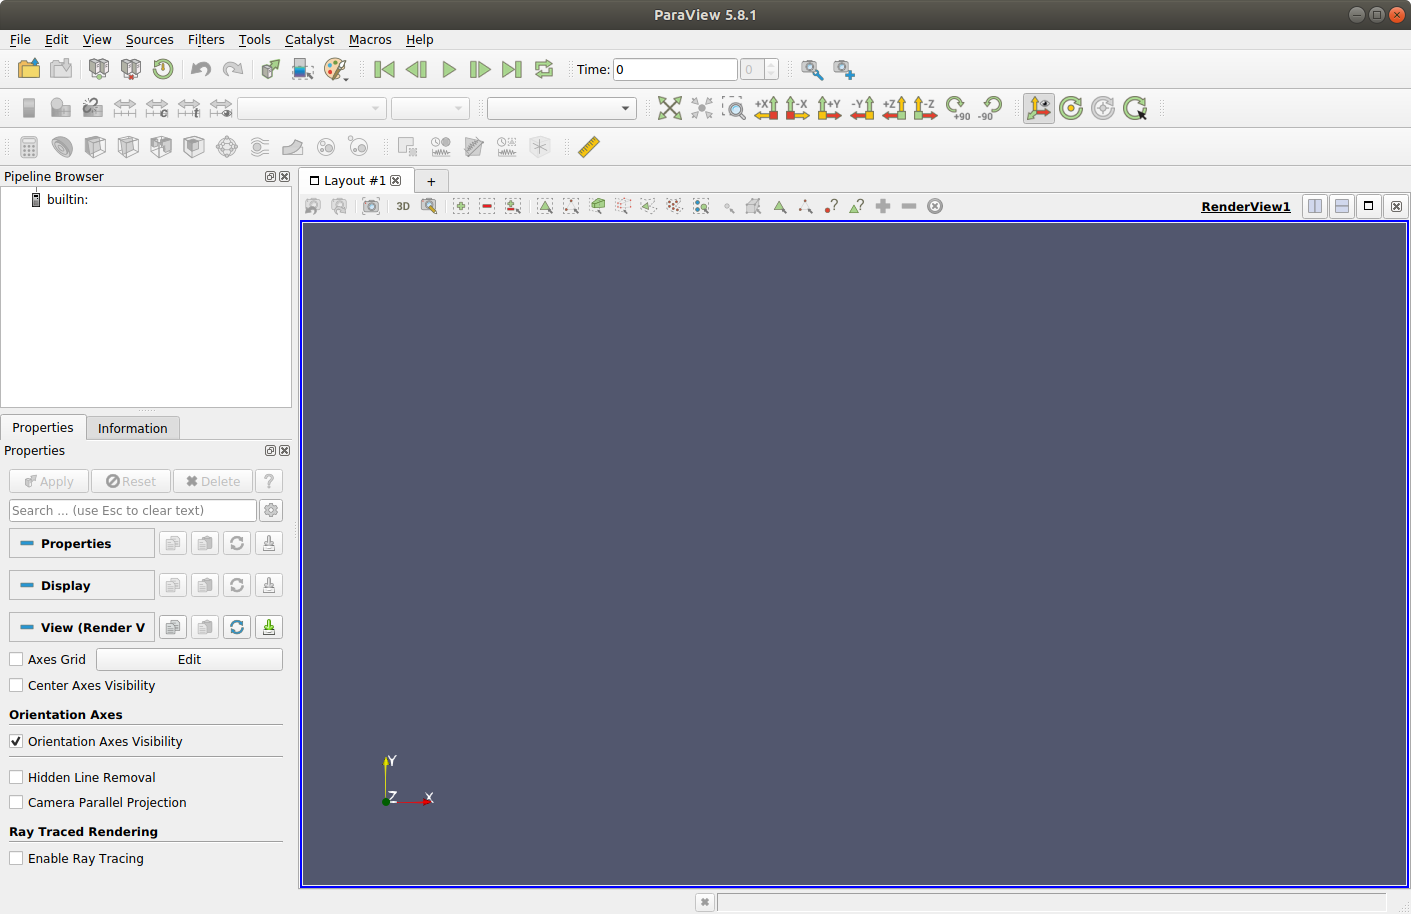 ParaView 5.8.1
File Edit View Sources Filters Tools Catalyst Macros Help
Time: 0 0
+X -X +Y -Y +Z -Z +90 -90
Pipeline Browser
builtin:
Properties Information
Properties
Apply Reset Delete ?
Search ... (use Esc to clear text)
Properties
Display
View (Render V
Axes Grid Edit
Center Axes Visibility
Orientation Axes
Orientation Axes Visibility
Hidden Line Removal
Camera Parallel Projection
Ray Traced Rendering
Enable Ray Tracing
Layout #1 +
3D RenderView1
Y
Z X